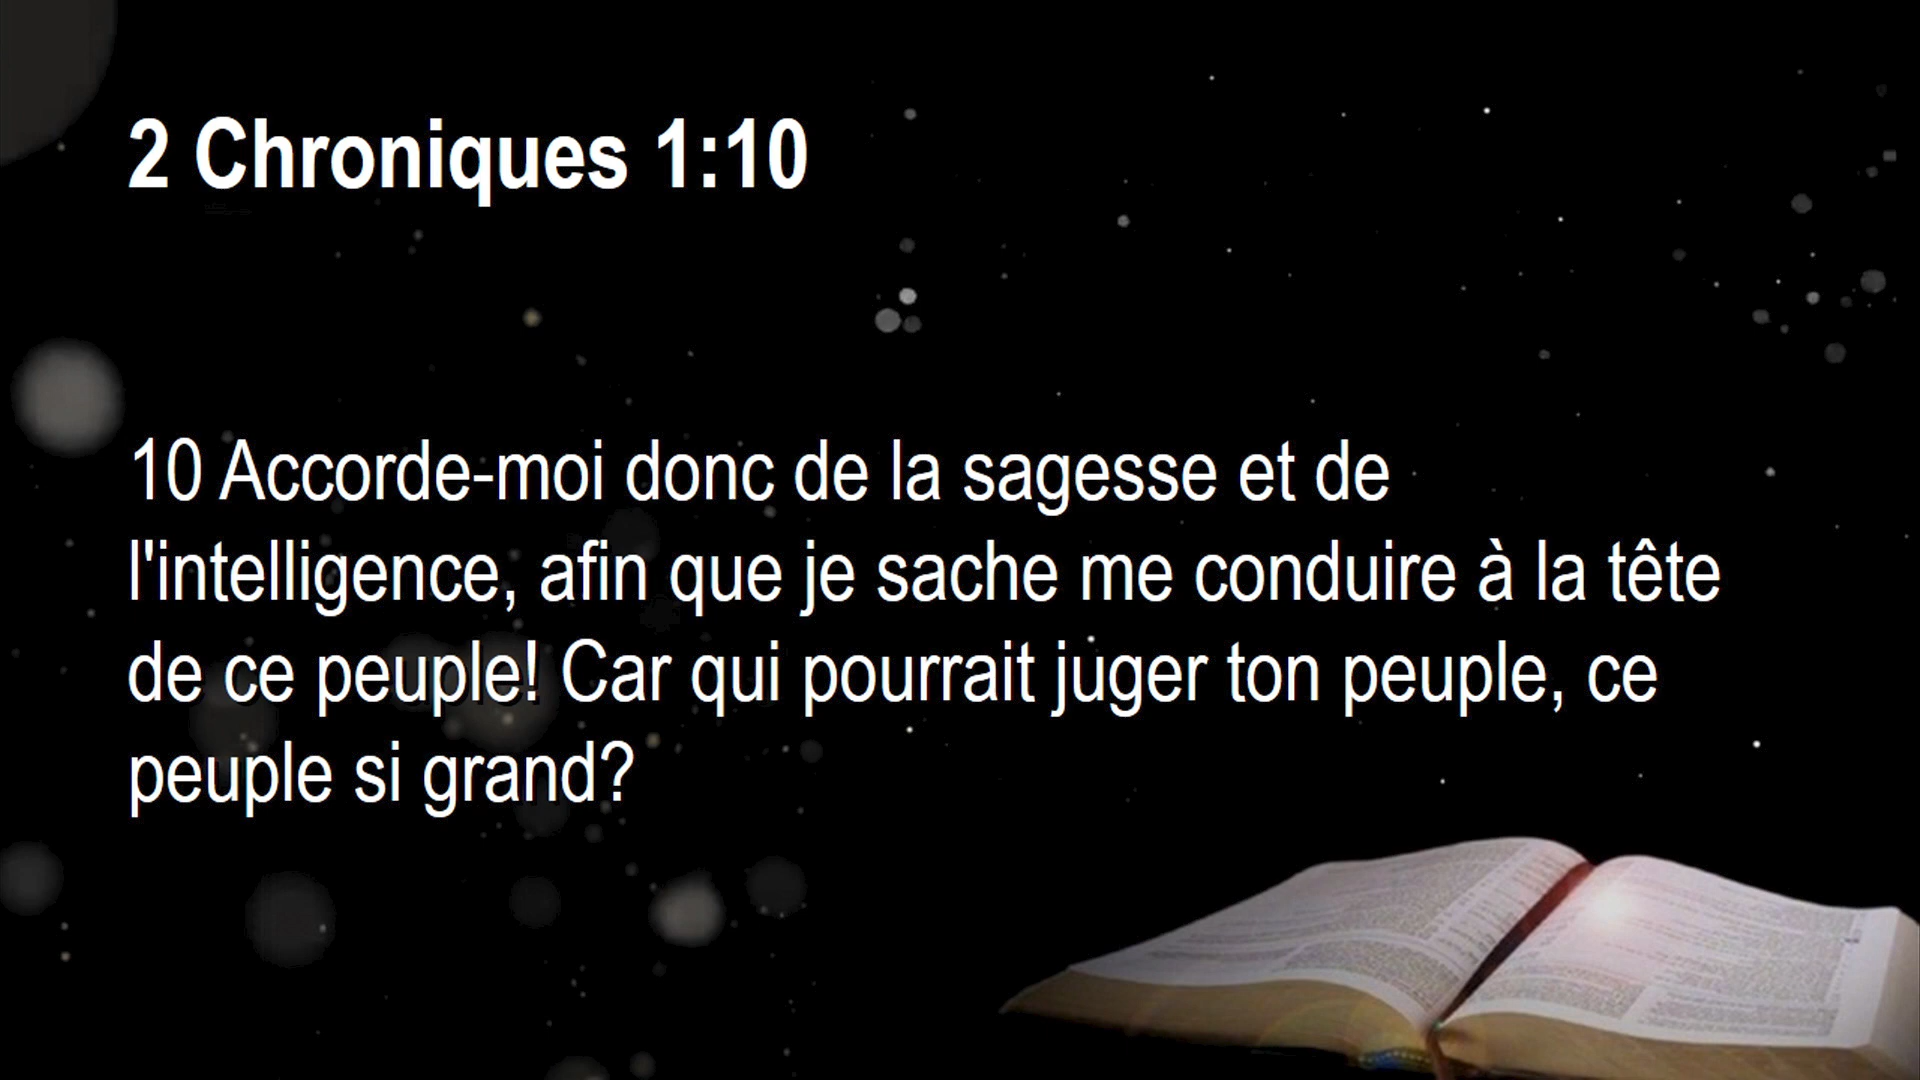 2 Chroniques 1:10
10 Accorde-moi donc de la sagesse et de
l'intelligence, afin que je sache me conduire à la tête
de ce peuple! Car qui pourrait juger ton peuple, ce
peuple si grand?